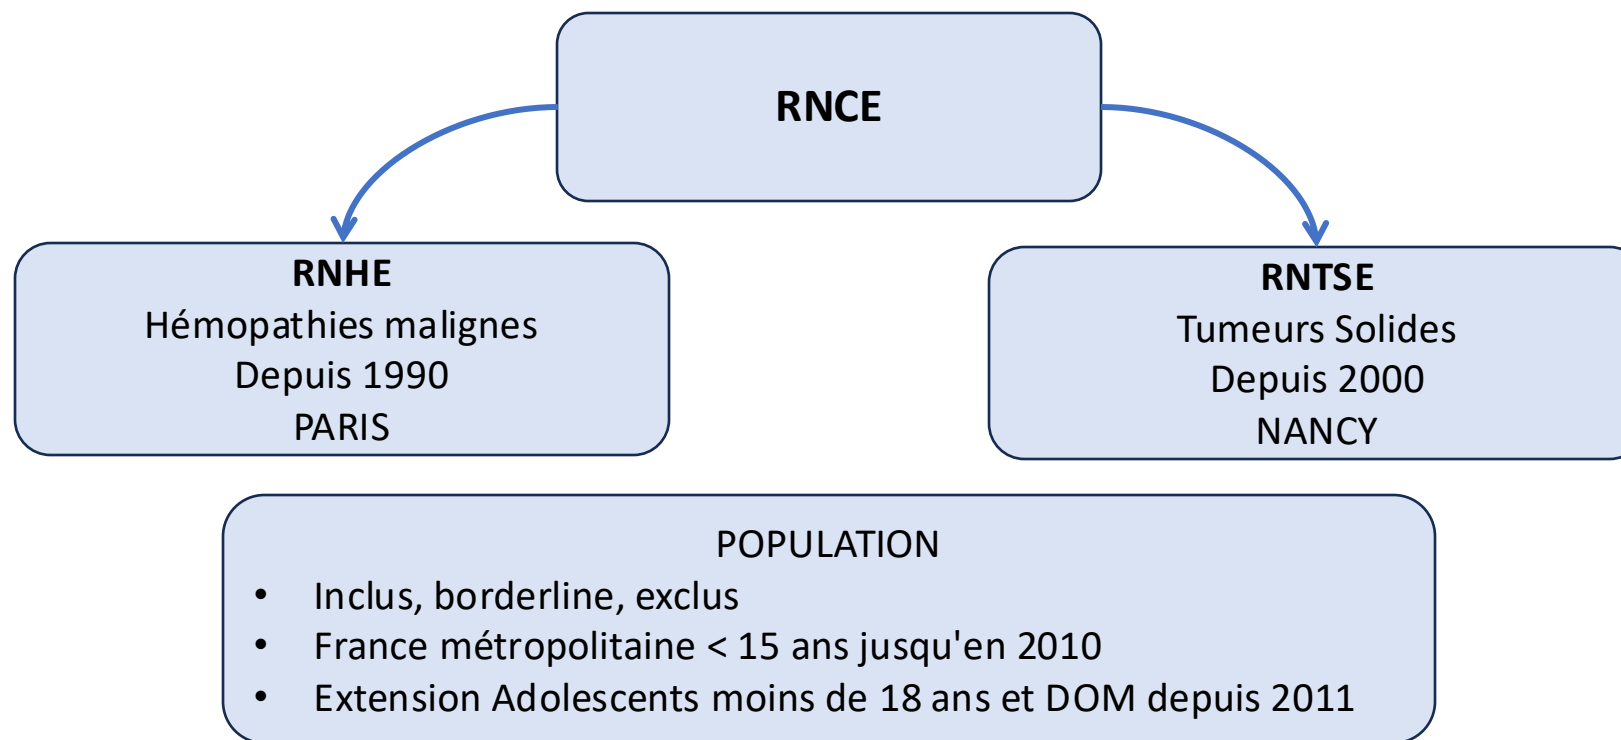 RNCE
RNHE
Hémopathies malignes
Depuis 1990
PARIS
RNTSE
Tumeurs Solides
Depuis 2000
NANCY
POPULATION
• Inclus, borderline, exclus
• France métropolitaine < 15 ans jusqu'en 2010
• Extension Adolescents moins de 18 ans et DOM depuis 2011